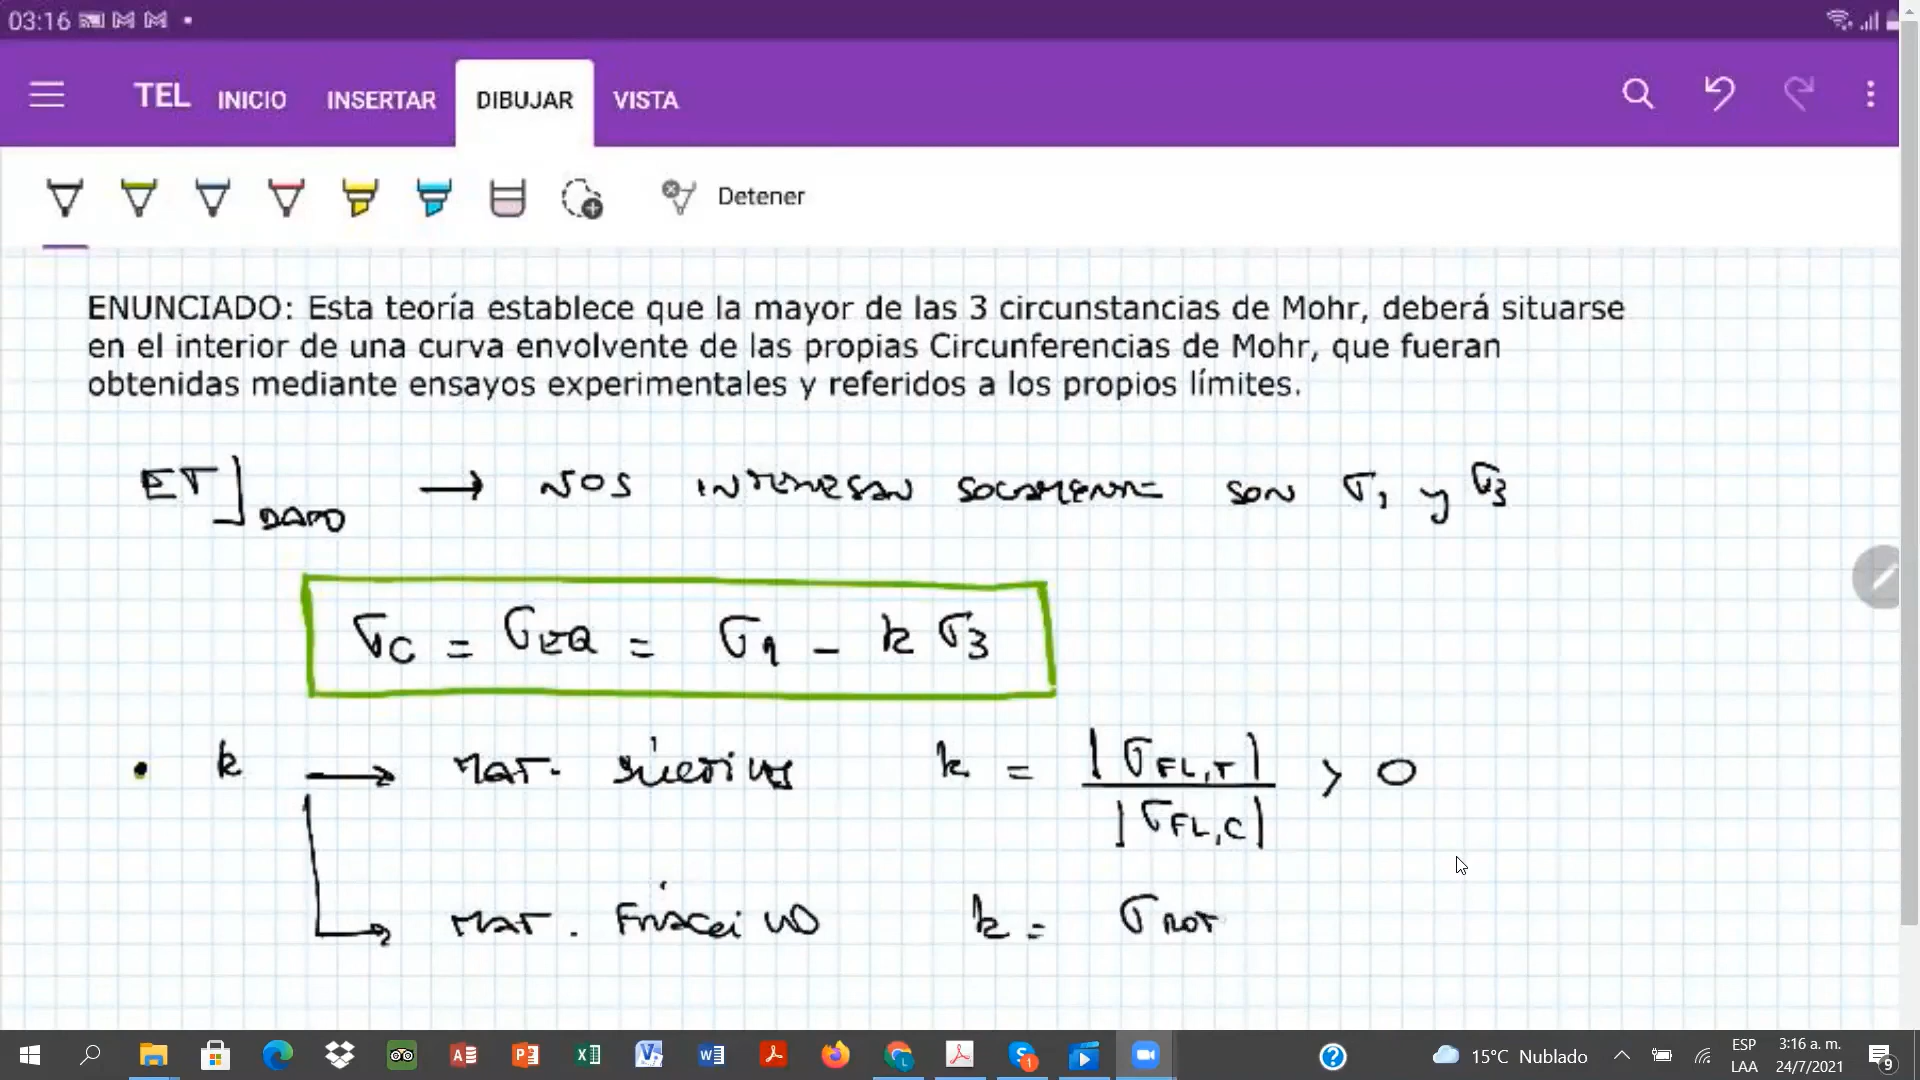 03:16
TEL INICIO INSERTAR DIBUJAR VISTA
Detener
ENUNCIADO: Esta teoría establece que la mayor de las 3 circunstancias de Mohr, deberá situarse
en el interior de una curva envolvente de las propias Circunferencias de Mohr, que fueran
obtenidas mediante ensayos experimentales y referidos a los propios límites.
ET]DADO → NOS INTERESAN SOLAMENTE SON σ1 y σ3
σC = σEQ = σ1 - k σ3
• k → MAT. DÚCTILES k = |σFL,T| / |σFL,C| > 0
→ MAT. FRÁGILES k = σROT
15°C Nublado
ESP
LAA
3:16 a. m.
24/7/2021
9
1